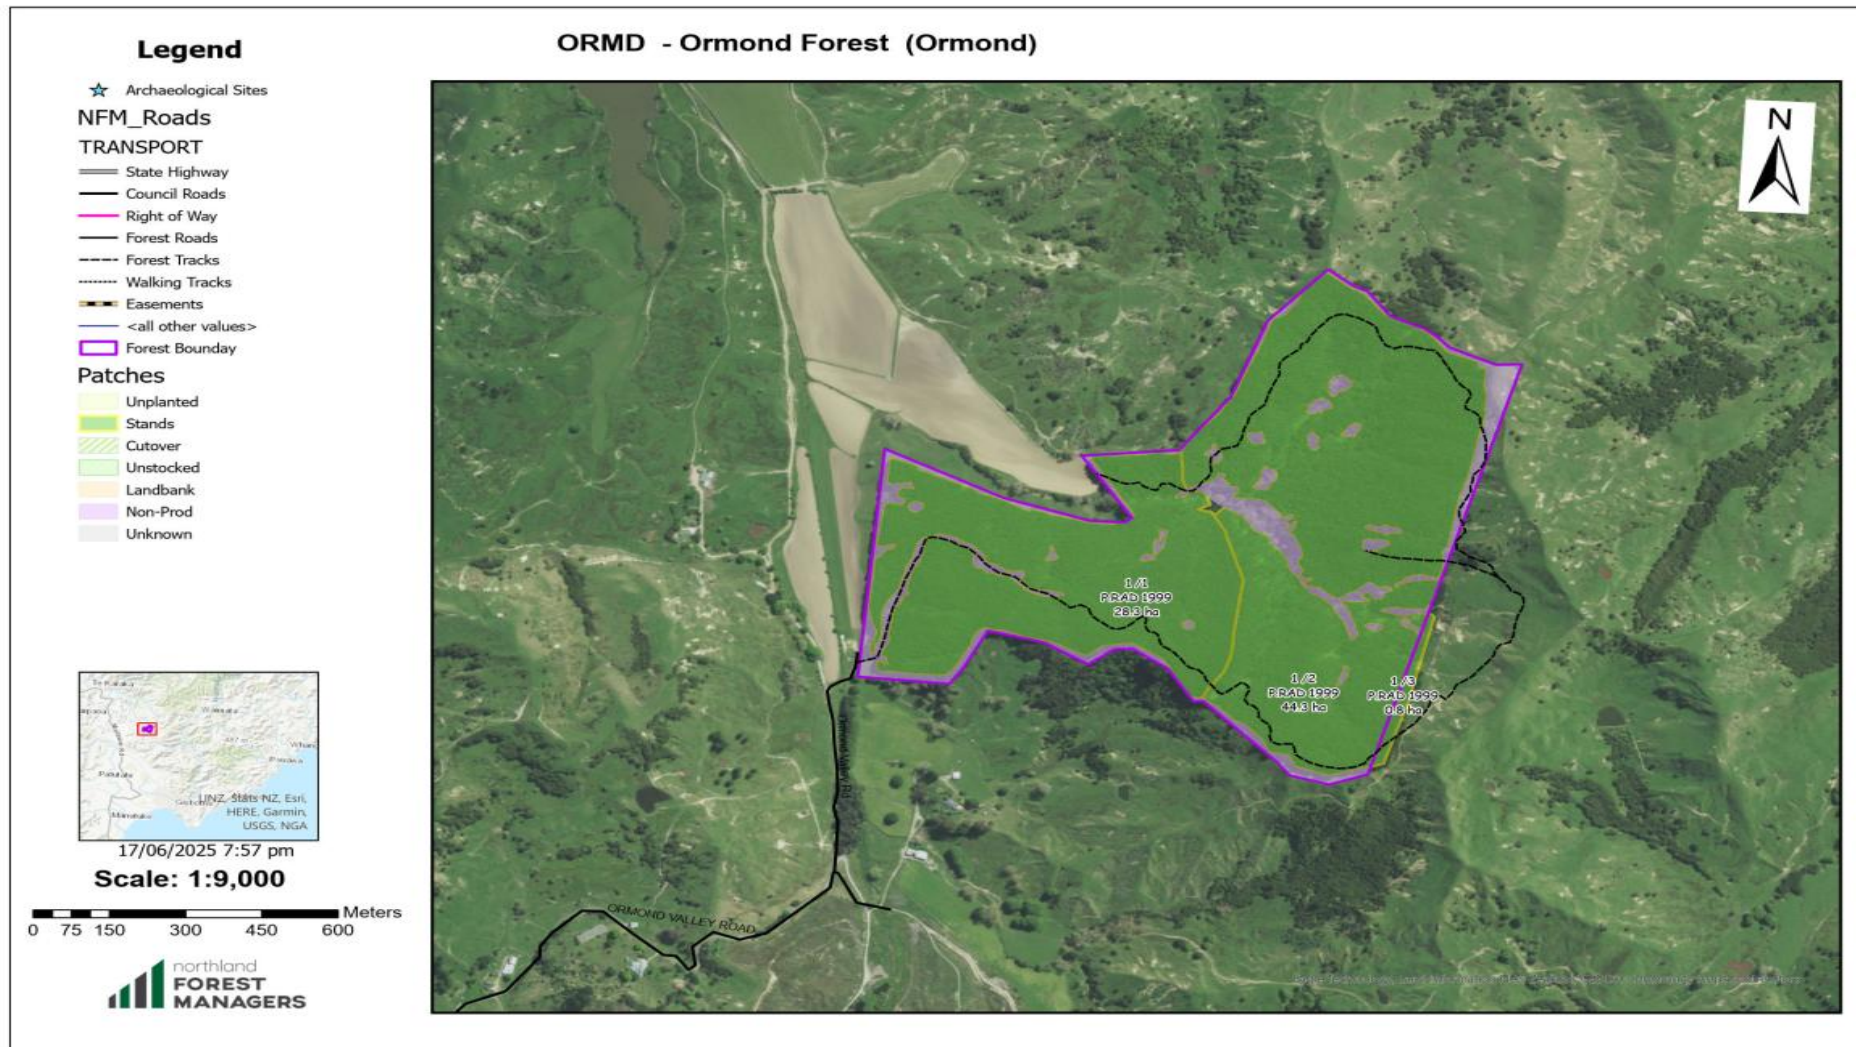 Legend
Archaeological Sites
NFM_Roads
TRANSPORT
State Highway
Council Roads
Right of Way
Forest Roads
Forest Tracks
Walking Tracks
Easements
<all other values>
Forest Bounday
Patches
Unplanted
Stands
Cutover
Unstocked
Landbank
Non-Prod
Unknown
LINZ, Stats NZ, Esri,
HERE, Garmin,
USGS, NGA
17/06/2025 7:57 pm
Scale: 1:9,000
Meters
0 75 150 300 450 600
northland
FOREST
MANAGERS
ORMD - Ormond Forest (Ormond)
N
1 /1
P.RAD 1999
28.3 ha
1 /2
P.RAD 1999
44.3 ha
1 /3
P.RAD 1999
0.8 ha
Ormond Valley Rd
ORMOND VALLEY ROAD